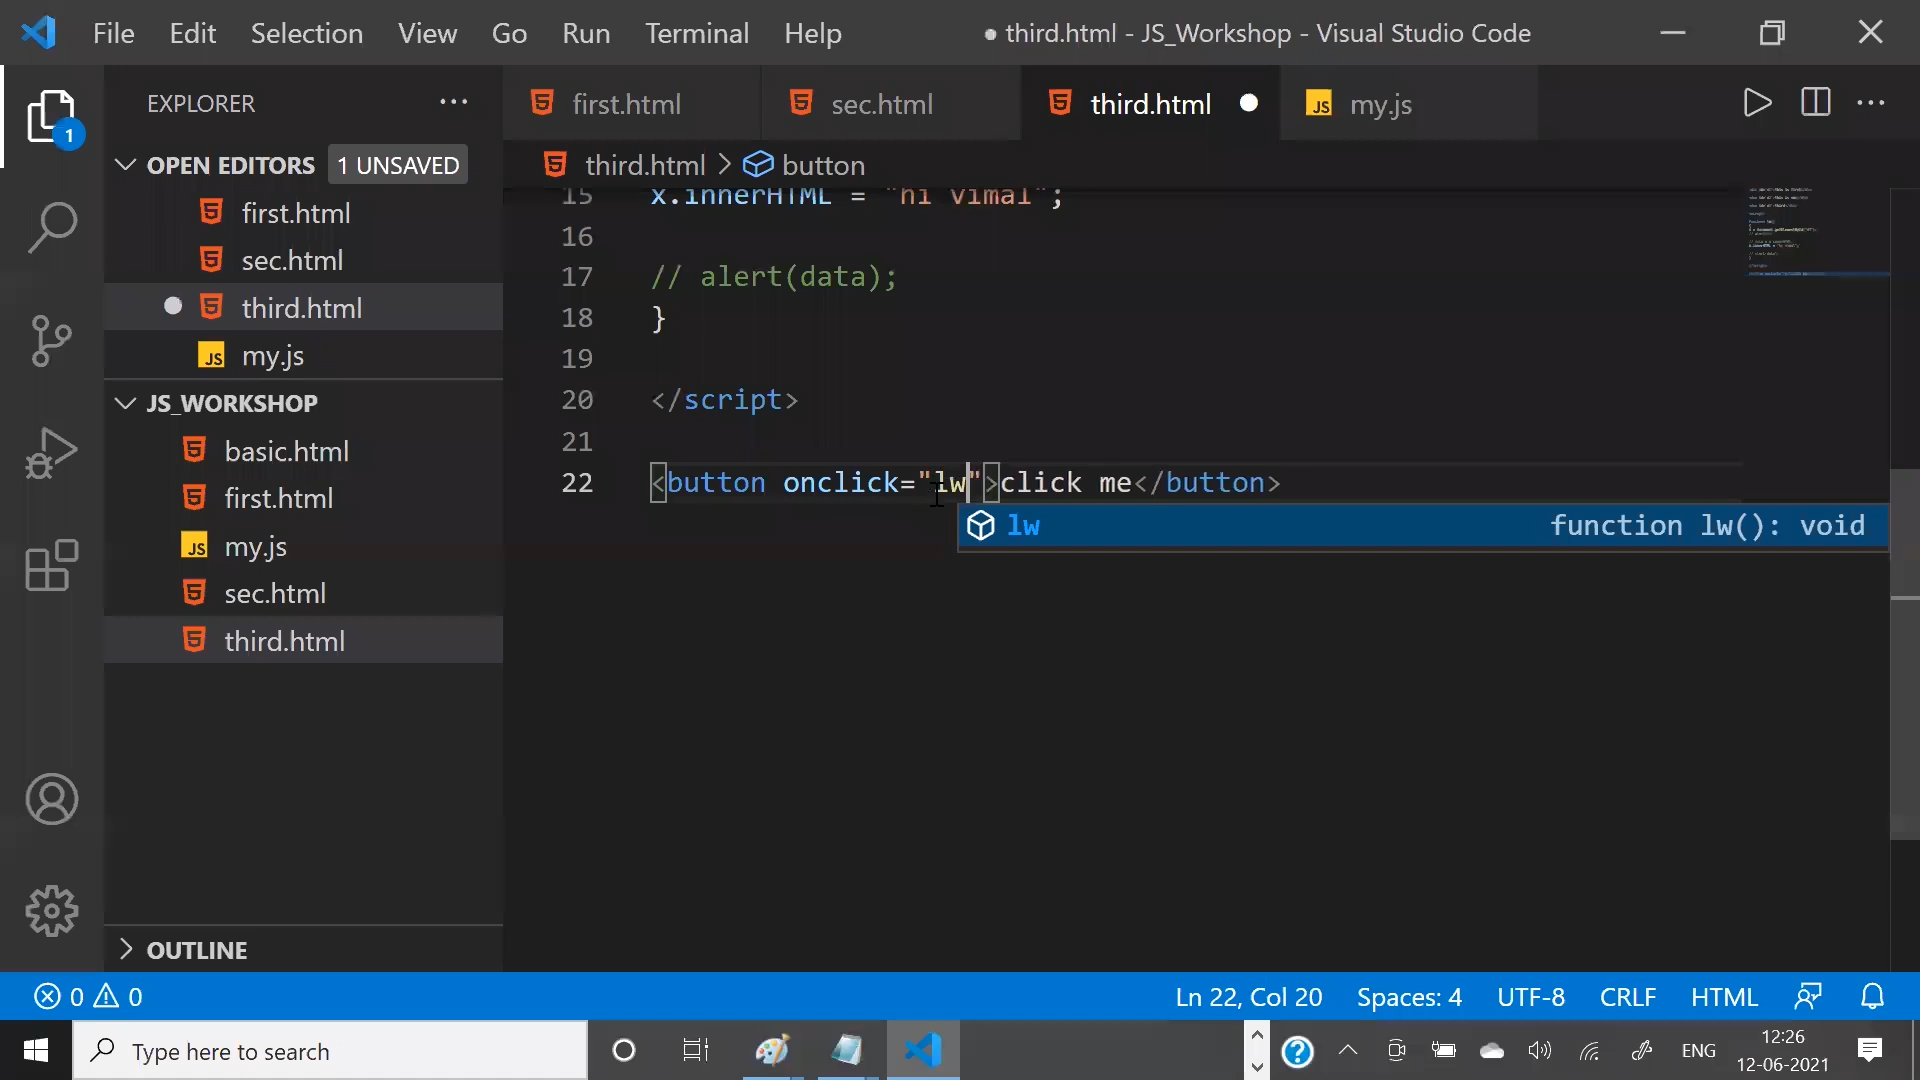 File Edit Selection View Go Run Terminal Help ● third.html - JS_Workshop - Visual Studio Code
EXPLORER
first.html sec.html third.html my.js
OPEN EDITORS 1 UNSAVED
first.html
sec.html
third.html
my.js
JS_WORKSHOP
basic.html
first.html
my.js
sec.html
third.html
OUTLINE
third.html > button
15 x.innerHTML = "hi vimal";
16
17 // alert(data);
18 }
19
20 </script>
21
22 <button onclick="lw">click me</button>
lw function lw(): void
1
0 0 Ln 22, Col 20 Spaces: 4 UTF-8 CRLF HTML
Type here to search ENG 12:26
12-06-2021